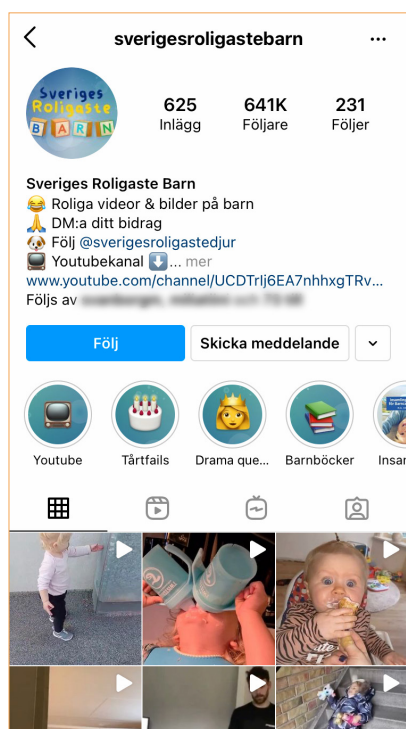 sverigesroligastebarn
Sveriges
Roligaste
BARN
625 641K 231
Inlägg Följare Följer
Sveriges Roligaste Barn
😂 Roliga videor & bilder på barn
🙏 DM:a ditt bidrag
🐶 Följ @sverigesroligastedjur
📺 Youtubekanal ⬇️... mer
www.youtube.com/channel/UCDTrlj6EA7nhhxgTRv...
Följs av
Följ Skicka meddelande
Youtube Tårtfails Drama que... Barnböcker Insar